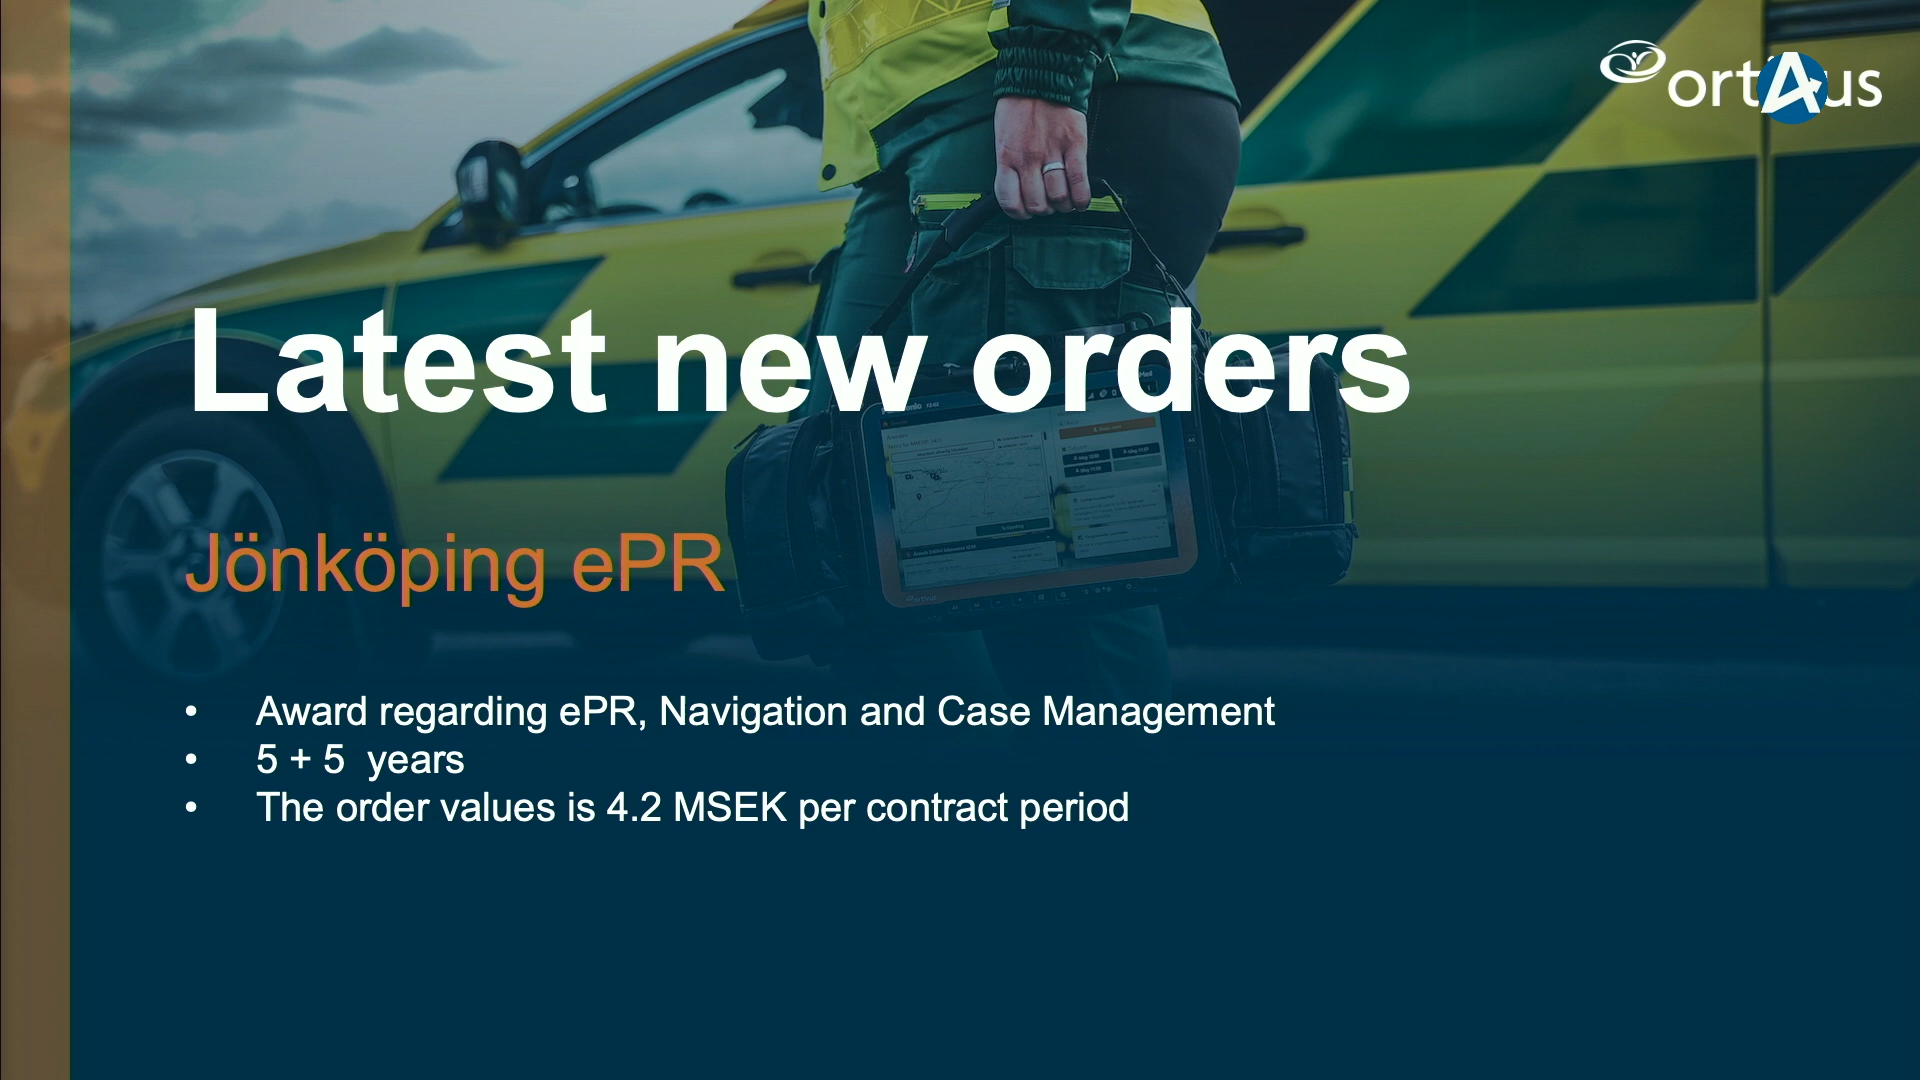 Latest new orders
Jönköping ePR
• Award regarding ePR, Navigation and Case Management
• 5 + 5  years
• The order values is 4.2 MSEK per contract period